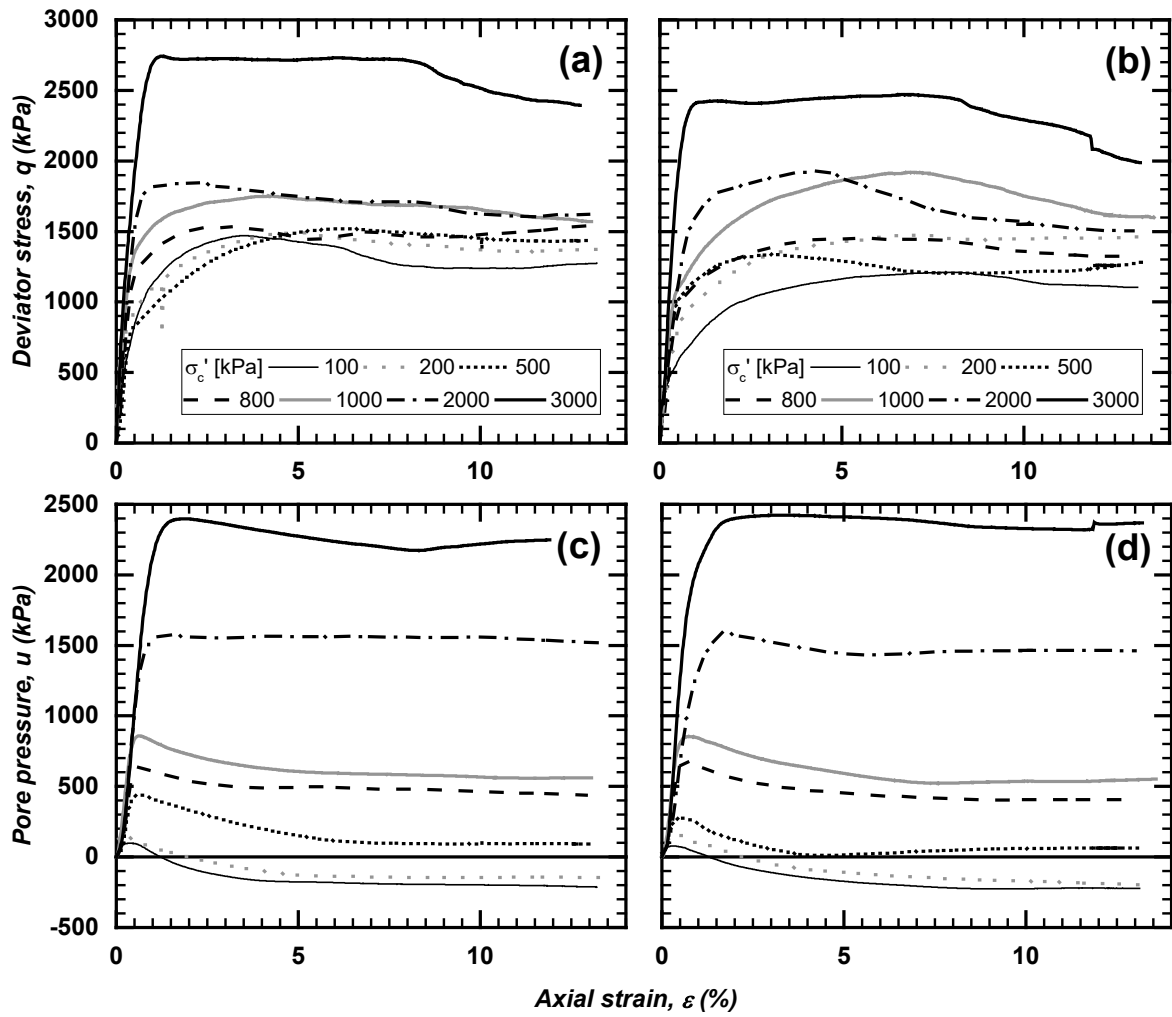 3000
2500
2000
1500
1000
500
0
Deviator stress, q (kPa)
(a)
σc' [kPa] 100 200 500
800 1000 2000 3000
0 5 10
(b)
σc' [kPa] 100 200 500
800 1000 2000 3000
0 5 10
2500
2000
1500
1000
500
0
-500
Pore pressure, u (kPa)
(c)
0 5 10
(d)
0 5 10
Axial strain, ε (%)